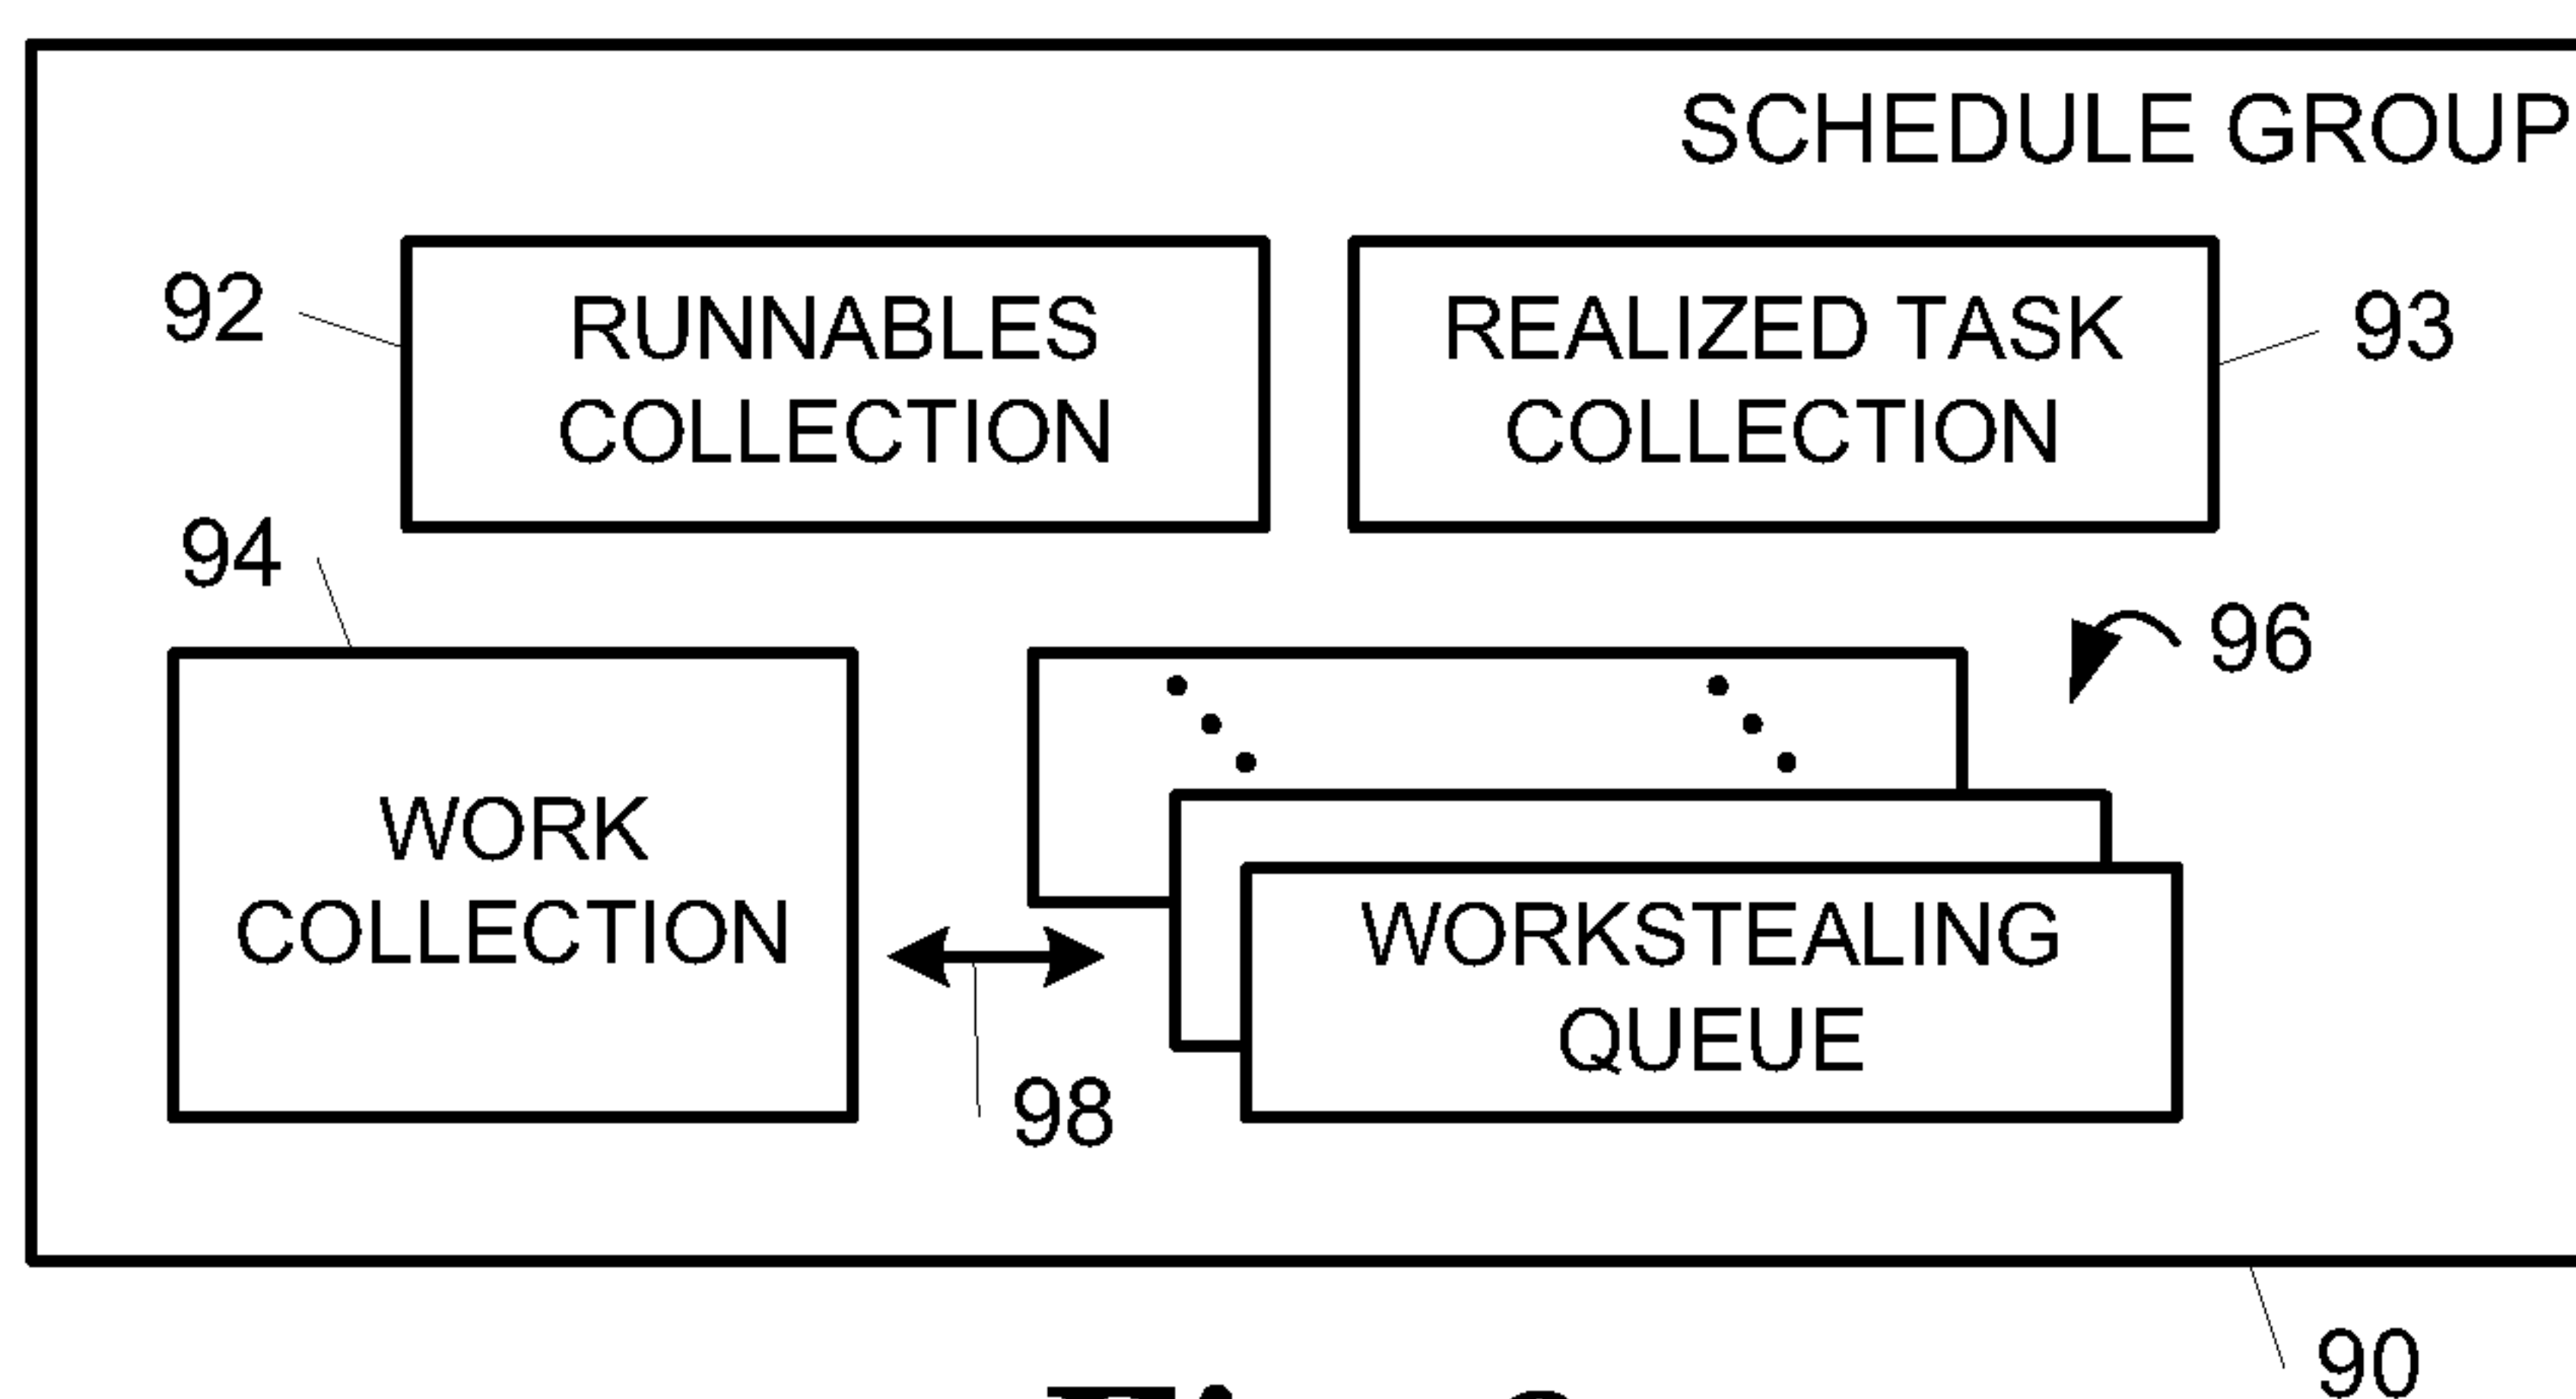 SCHEDULE GROUP
92
RUNNABLES
COLLECTION
REALIZED TASK
COLLECTION
93
94
96
WORK
COLLECTION
WORKSTEALING
QUEUE
98
90